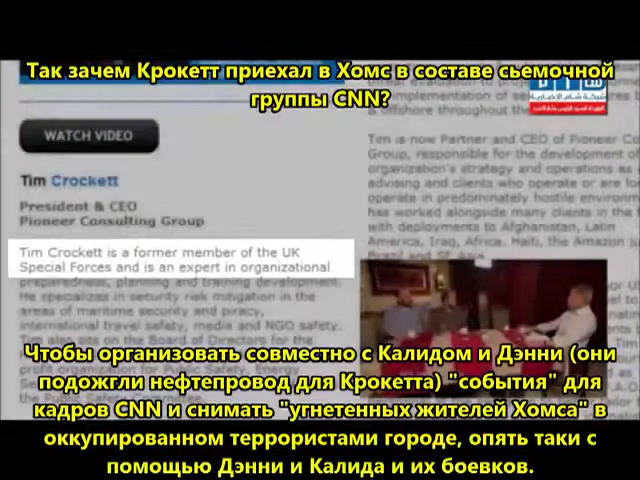 Так зачем Крокетт приехал в Хомс в составе сьемочной
группы CNN?
WATCH VIDEO
Tim Crockett
President & CEO
Pioneer Consulting Group
Tim Crockett is a former member of the UK
Special Forces and is an expert in organizational
preparedness, planning and training development.
He specializes in security risk mitigation in the
areas of maritime security and piracy,
international travel safety, media and NGO safety.
& offshore throughout the
Tim is now Partner and CEO of Pioneer Co
Group, responsible for the development of
organization's strategy and operations as
advising and clients who operate or are lo
operate in predominately hostile environm
has worked alongside many clients in the
with deployments to Afghanistan, Latin
America, Iraq, Africa, Haiti, the Amazon j
شبكة شام الإخبارية
Чтобы организовать совместно с Калидом и Дэнни (они
подожгли нефтепровод для Крокетта) "события" для
кадров CNN и снимать "угнетенных жителей Хомса" в
оккупированном террористами городе, опять таки с
помощью Дэнни и Калида и их боевков.